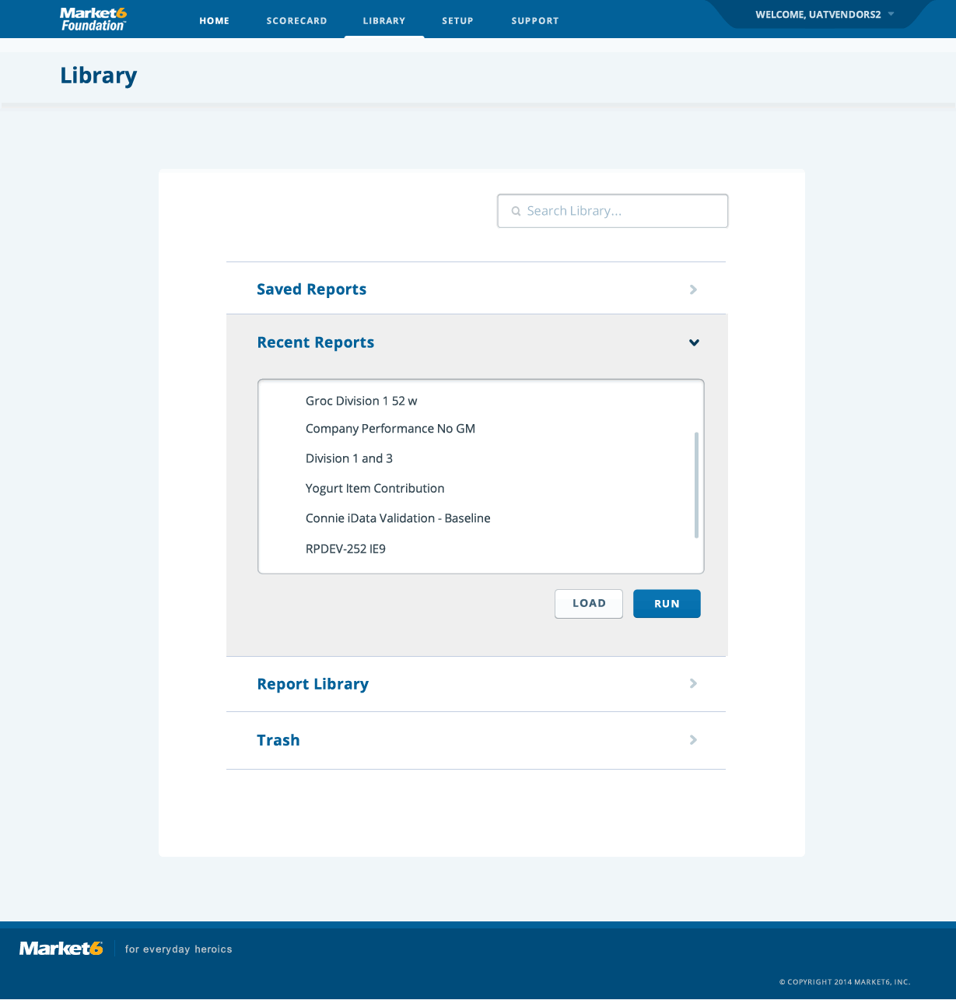 Market6 Foundation™
HOME SCORECARD LIBRARY SETUP SUPPORT
WELCOME, UATVENDORS2
Library
Search Library...
Saved Reports
Recent Reports
Groc Division 1 52 w
Company Performance No GM
Division 1 and 3
Yogurt Item Contribution
Connie iData Validation - Baseline
RPDEV-252 IE9
LOAD RUN
Report Library
Trash
Market6 for everyday heroics
© COPYRIGHT 2014 MARKET6, INC.